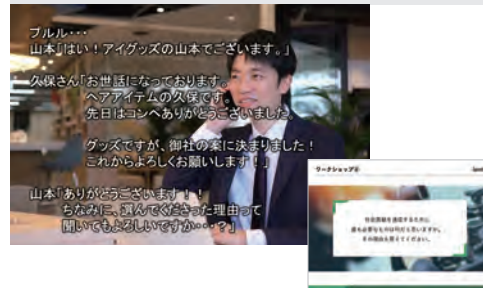 プルル･･･
山本「はい！アイグッズの山本でございます。」
久保さん「お世話になっております。
ヘアアイテムの久保です。
先日はコンペありがとうございました。
グッズですが、御社の案に決まりました！
これからよろしくお願いします！」
山本「ありがとうございます！！
ちなみに、選んでくださった理由って
聞いてもよろしいですか･･･？」
ワークショップ②